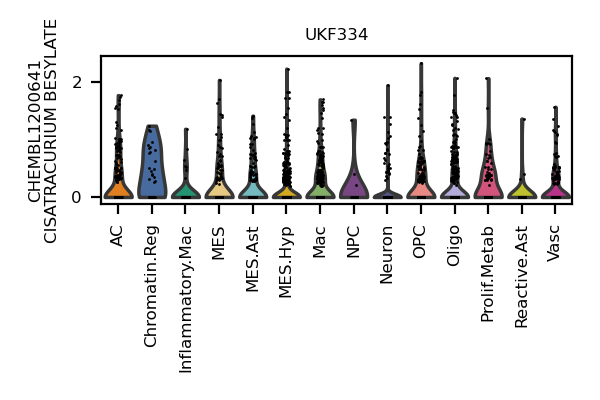 UKF334
CHEMBL1200641
CISATRACURIUM BESYLATE
2
0
AC
Chromatin.Reg
Inflammatory.Mac
MES
MES.Ast
MES.Hyp
Mac
NPC
Neuron
OPC
Oligo
Prolif.Metab
Reactive.Ast
Vasc